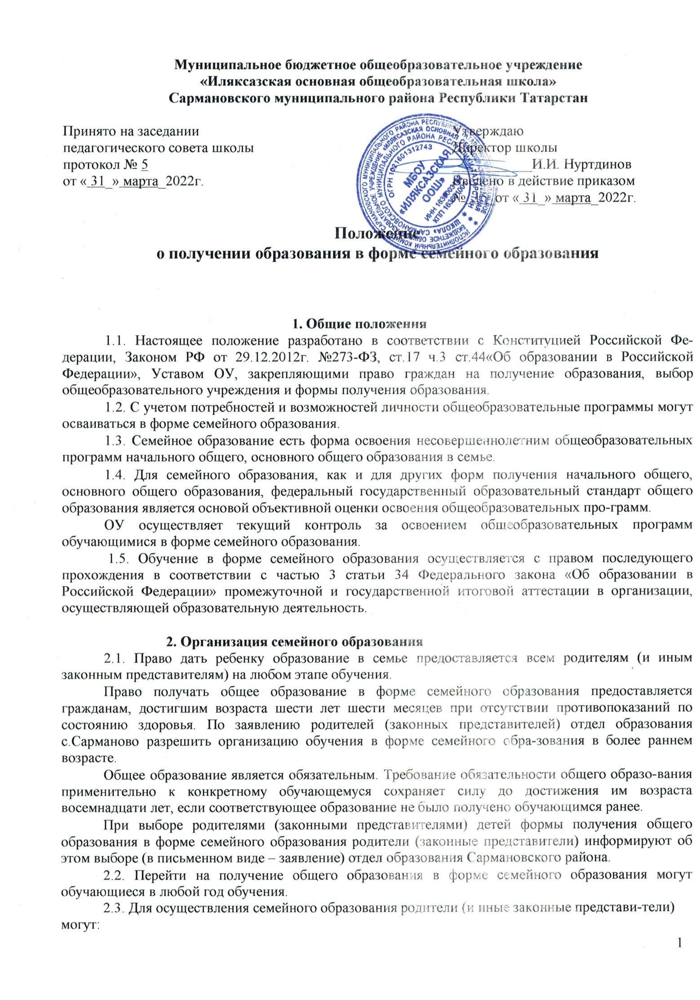 Муниципальное бюджетное общеобразовательное учреждение
«Иляксазская основная общеобразовательная школа»
Сармановского муниципального района Республики Татарстан
Принято на заседании
педагогического совета школы
протокол № 5
от « 31 _» марта_2022г.
Утверждаю
Директор школы
____________И.И. Нуртдинов
Введено в действие приказом
№ 15 от « 31 _» марта _2022г.
ОГРН 1021601312743
МБОУ
«ИЛЯКСАЗСКАЯ
ООШ»
Положение
о получении образования в форме семейного образования
1. Общие положения
1.1. Настоящее положение разработано в соответствии с Конституцией Российской Фе-
дерации, Законом РФ от 29.12.2012г. №273-ФЗ, ст.17 ч.3 ст.44«Об образовании в Российской
Федерации», Уставом ОУ, закрепляющими право граждан на получение образования, выбор
общеобразовательного учреждения и формы получения образования.
1.2. С учетом потребностей и возможностей личности общеобразовательные программы могут
осваиваться в форме семейного образования.
1.3. Семейное образование есть форма освоения несовершеннолетним общеобразовательных
программ начального общего, основного общего образования в семье.
1.4. Для семейного образования, как и для других форм получения начального общего,
основного общего образования, федеральный государственный образовательный стандарт общего
образования является основой объективной оценки освоения общеобразовательных про-грамм.
ОУ осуществляет текущий контроль за освоением общеобразовательных программ
обучающимися в форме семейного образования.
1.5. Обучение в форме семейного образования осуществляется с правом последующего
прохождения в соответствии с частью 3 статьи 34 Федерального закона «Об образовании в
Российской Федерации» промежуточной и государственной итоговой аттестации в организации,
осуществляющей образовательную деятельность.
2. Организация семейного образования
2.1. Право дать ребенку образование в семье предоставляется всем родителям (и иным
законным представителям) на любом этапе обучения.
Право получать общее образование в форме семейного образования предоставляется
гражданам, достигшим возраста шести лет шести месяцев при отсутствии противопоказаний по
состоянию здоровья. По заявлению родителей (законных представителей) отдел образования
с.Сарманово разрешить организацию обучения в форме семейного обра-зования в более раннем
возрасте.
Общее образование является обязательным. Требование обязательности общего образо-вания
применительно к конкретному обучающемуся сохраняет силу до достижения им возраста
восемнадцати лет, если соответствующее образование не было получено обучающимся ранее.
При выборе родителями (законными представителями) детей формы получения общего
образования в форме семейного образования родители (законные представители) информируют об
этом выборе (в письменном виде – заявление) отдел образования Сармановского района.
2.2. Перейти на получение общего образования в форме семейного образования могут
обучающиеся в любой год обучения.
2.3. Для осуществления семейного образования родители (и иные законные представи-тели)
могут:
1